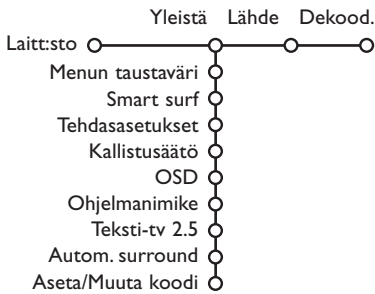 Yleistä Lähde Dekood.
Laitt:sto
Menun taustaväri
Smart surf
Tehdasasetukset
Kallistusäätö
OSD
Ohjelmanimike
Teksti-tv 2.5
Autom. surround
Aseta/Muuta koodi